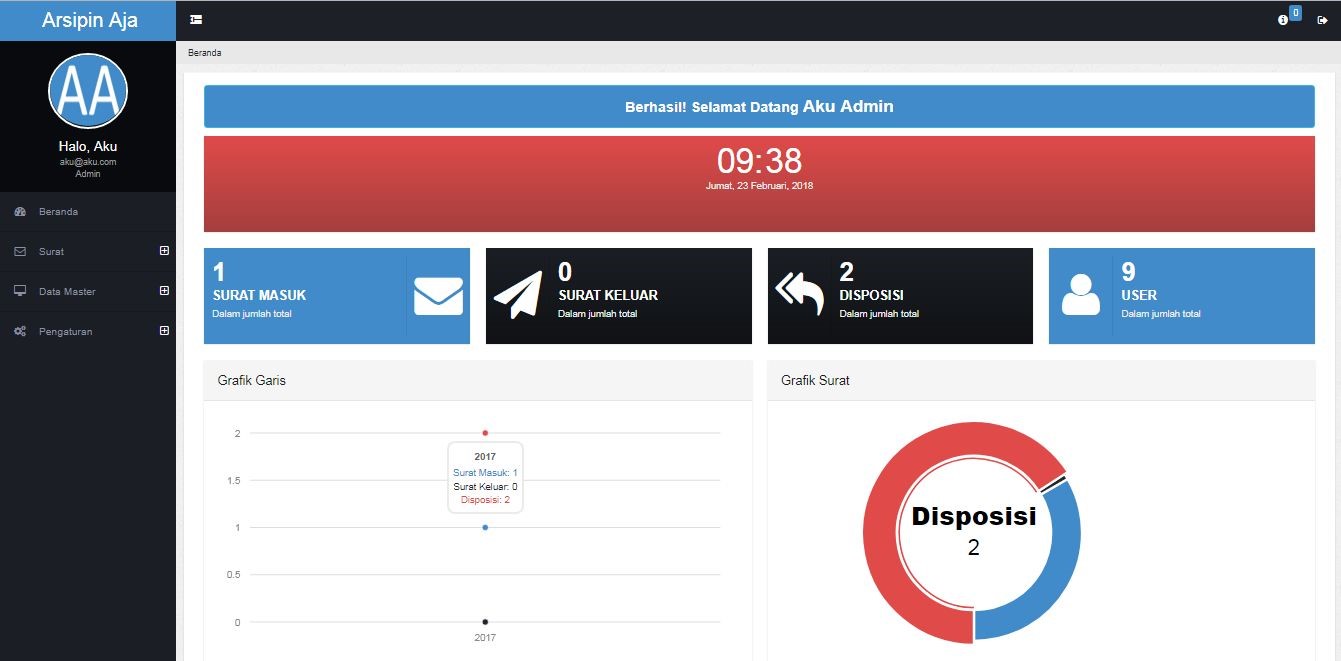 Arsipin Aja
0
AA
Halo, Aku
aku@aku.com
Admin
Beranda
Surat
Data Master
Pengaturan
Beranda
Berhasil! Selamat Datang Aku Admin
09:38
Jumat, 23 Februari, 2018
1
SURAT MASUK
Dalam jumlah total
0
SURAT KELUAR
Dalam jumlah total
2
DISPOSISI
Dalam jumlah total
9
USER
Dalam jumlah total
Grafik Garis
2
1.5
1
0.5
0
2017
Surat Masuk: 1
Surat Keluar: 0
Disposisi: 2
2017
Grafik Surat
Disposisi
2